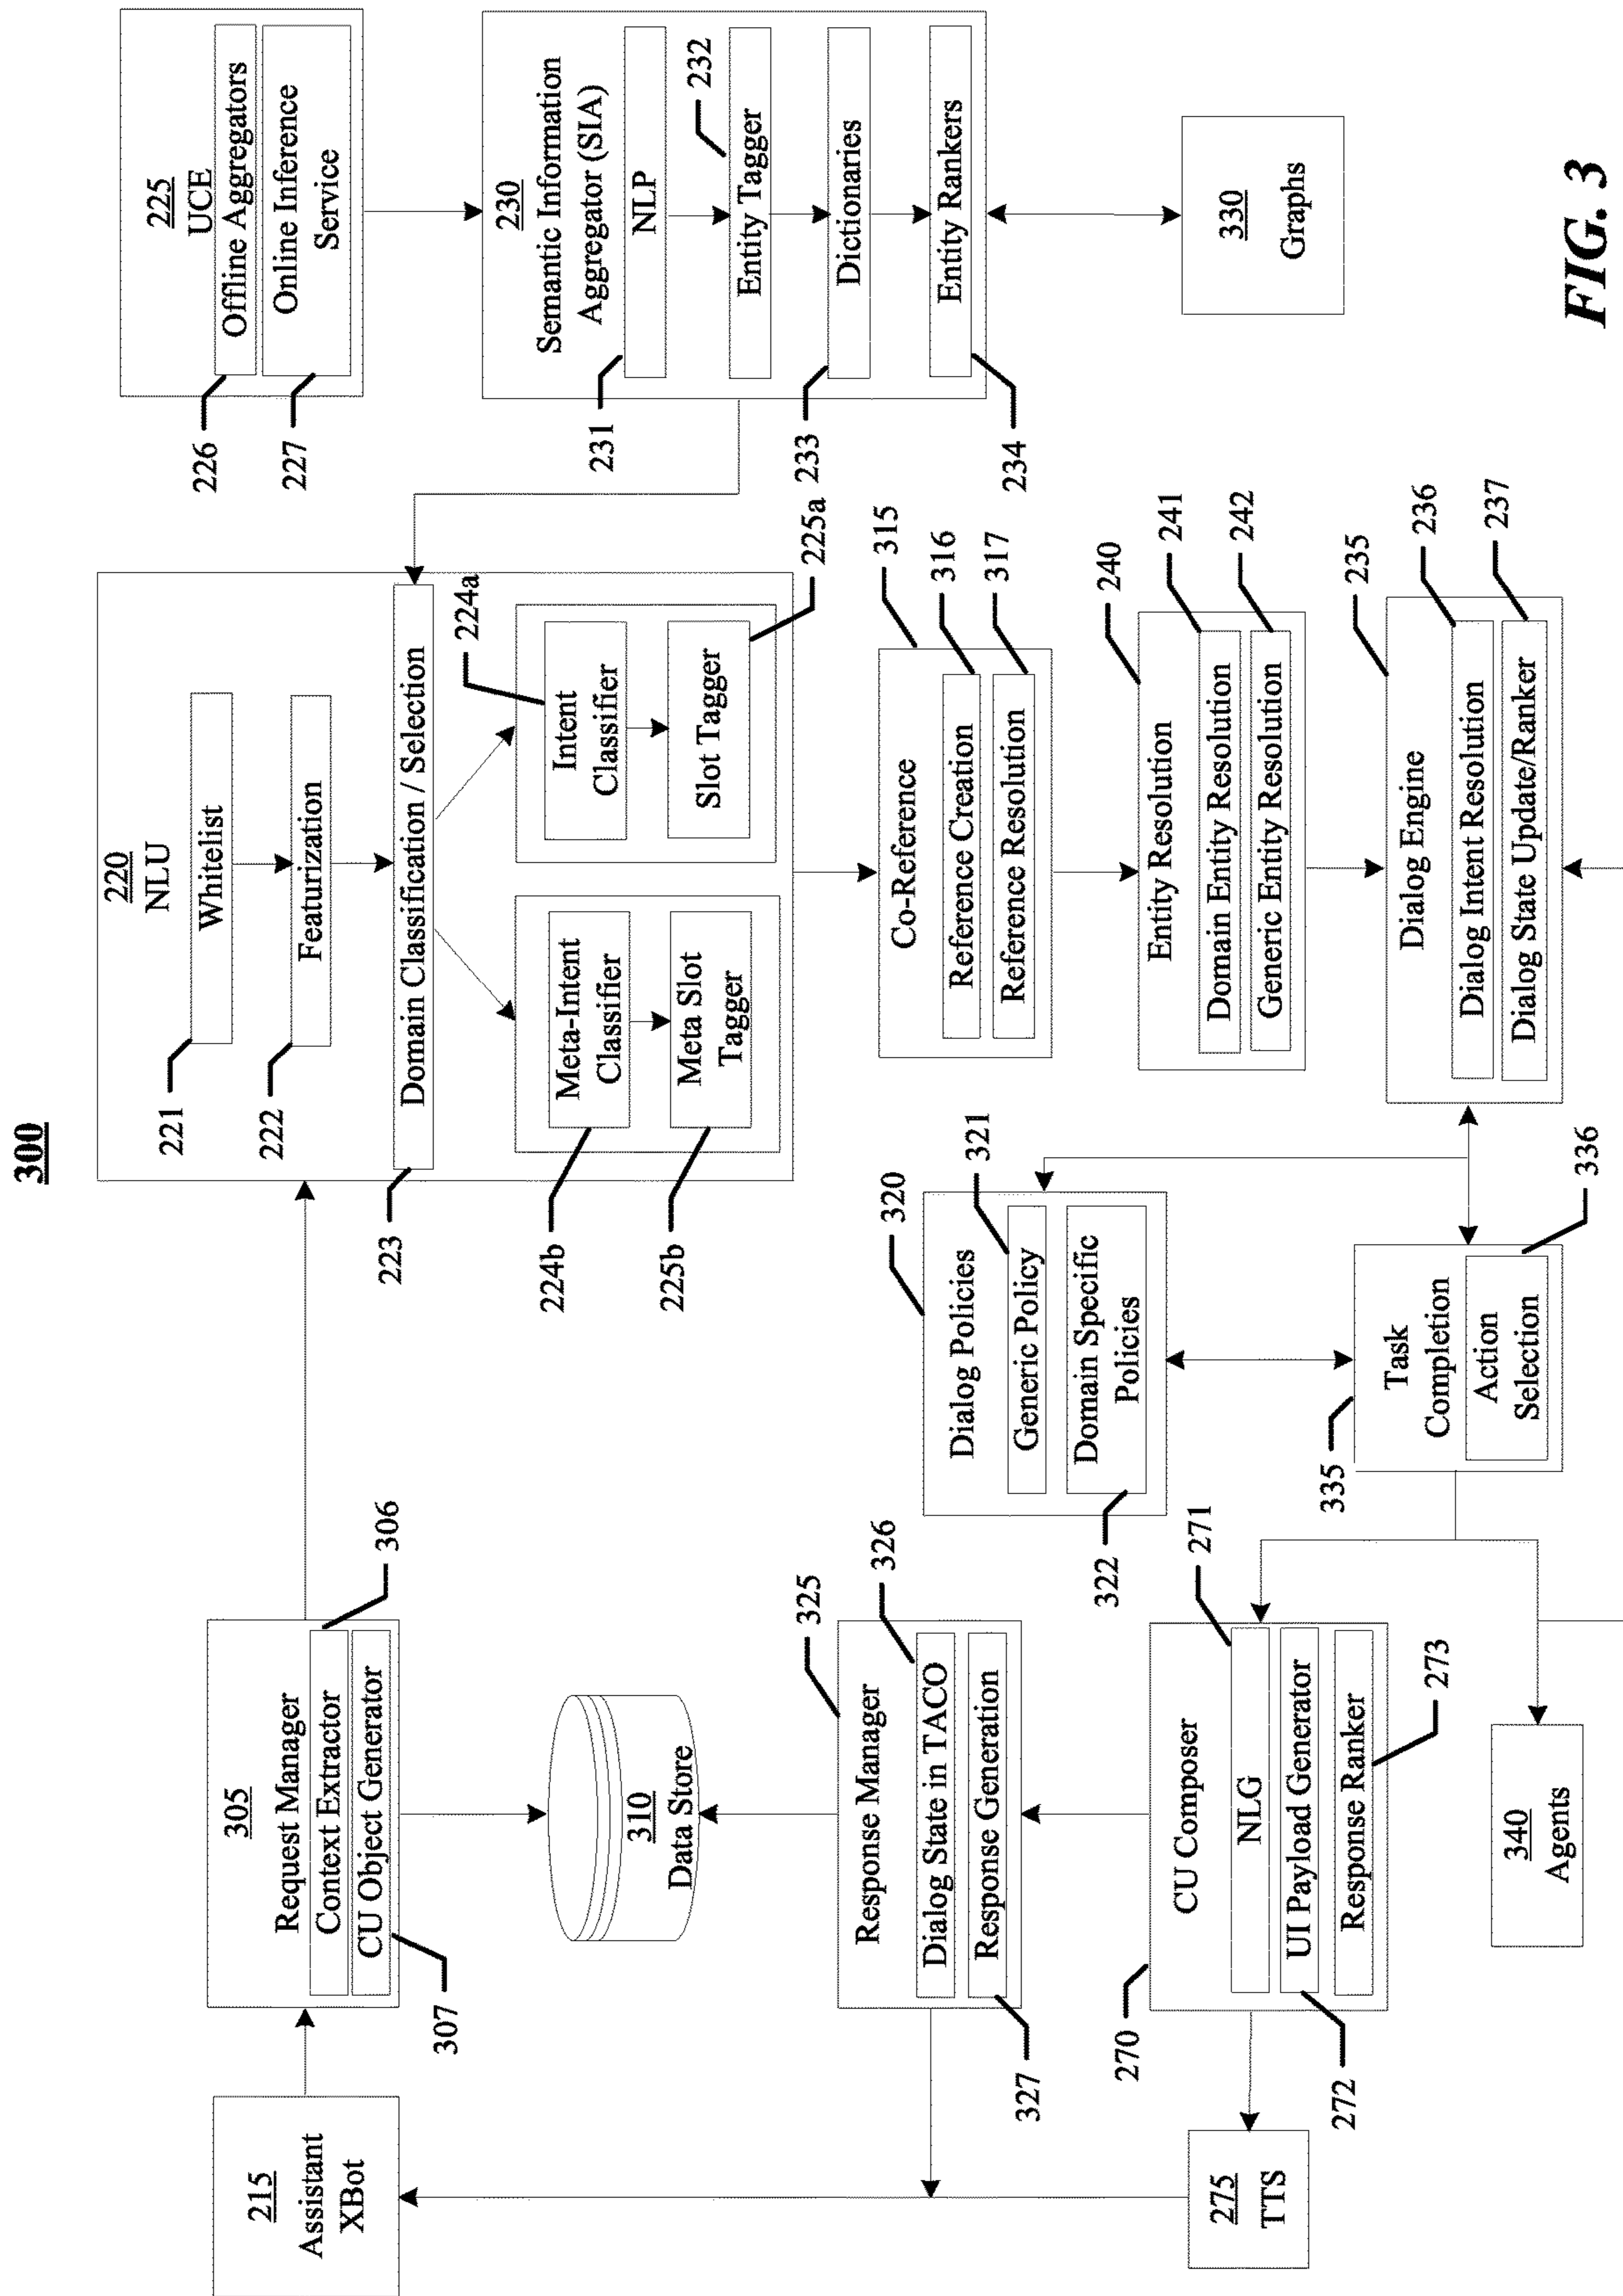 300
215
Assistant
XBot
305
Request Manager
Context Extractor
CU Object Generator
306
307
310
Data Store
220
NLU
Whitelist
221
Featurization
222
Domain Classification / Selection
223
Meta-Intent
Classifier
224b
Meta Slot
Tagger
225b
Intent
Classifier
224a
Slot Tagger
225a
225
UCE
Offline Aggregators
226
Online Inference
Service
227
230
Semantic Information
Aggregator (SIA)
NLP
231
Entity Tagger
232
Dictionaries
233
Entity Rankers
234
330
Graphs
Co-Reference
315
Reference Creation
316
Reference Resolution
317
Entity Resolution
240
Domain Entity Resolution
241
Generic Entity Resolution
242
Dialog Engine
235
Dialog Intent Resolution
236
Dialog State Update/Ranker
237
Dialog Policies
320
Generic Policy
321
Domain Specific
Policies
322
Task
Completion
335
Action
Selection
336
Response Manager
325
Dialog State in TACO
326
Response Generation
327
CU Composer
270
NLG
271
UI Payload Generator
272
Response Ranker
273
275
TTS
340
Agents
FIG. 3